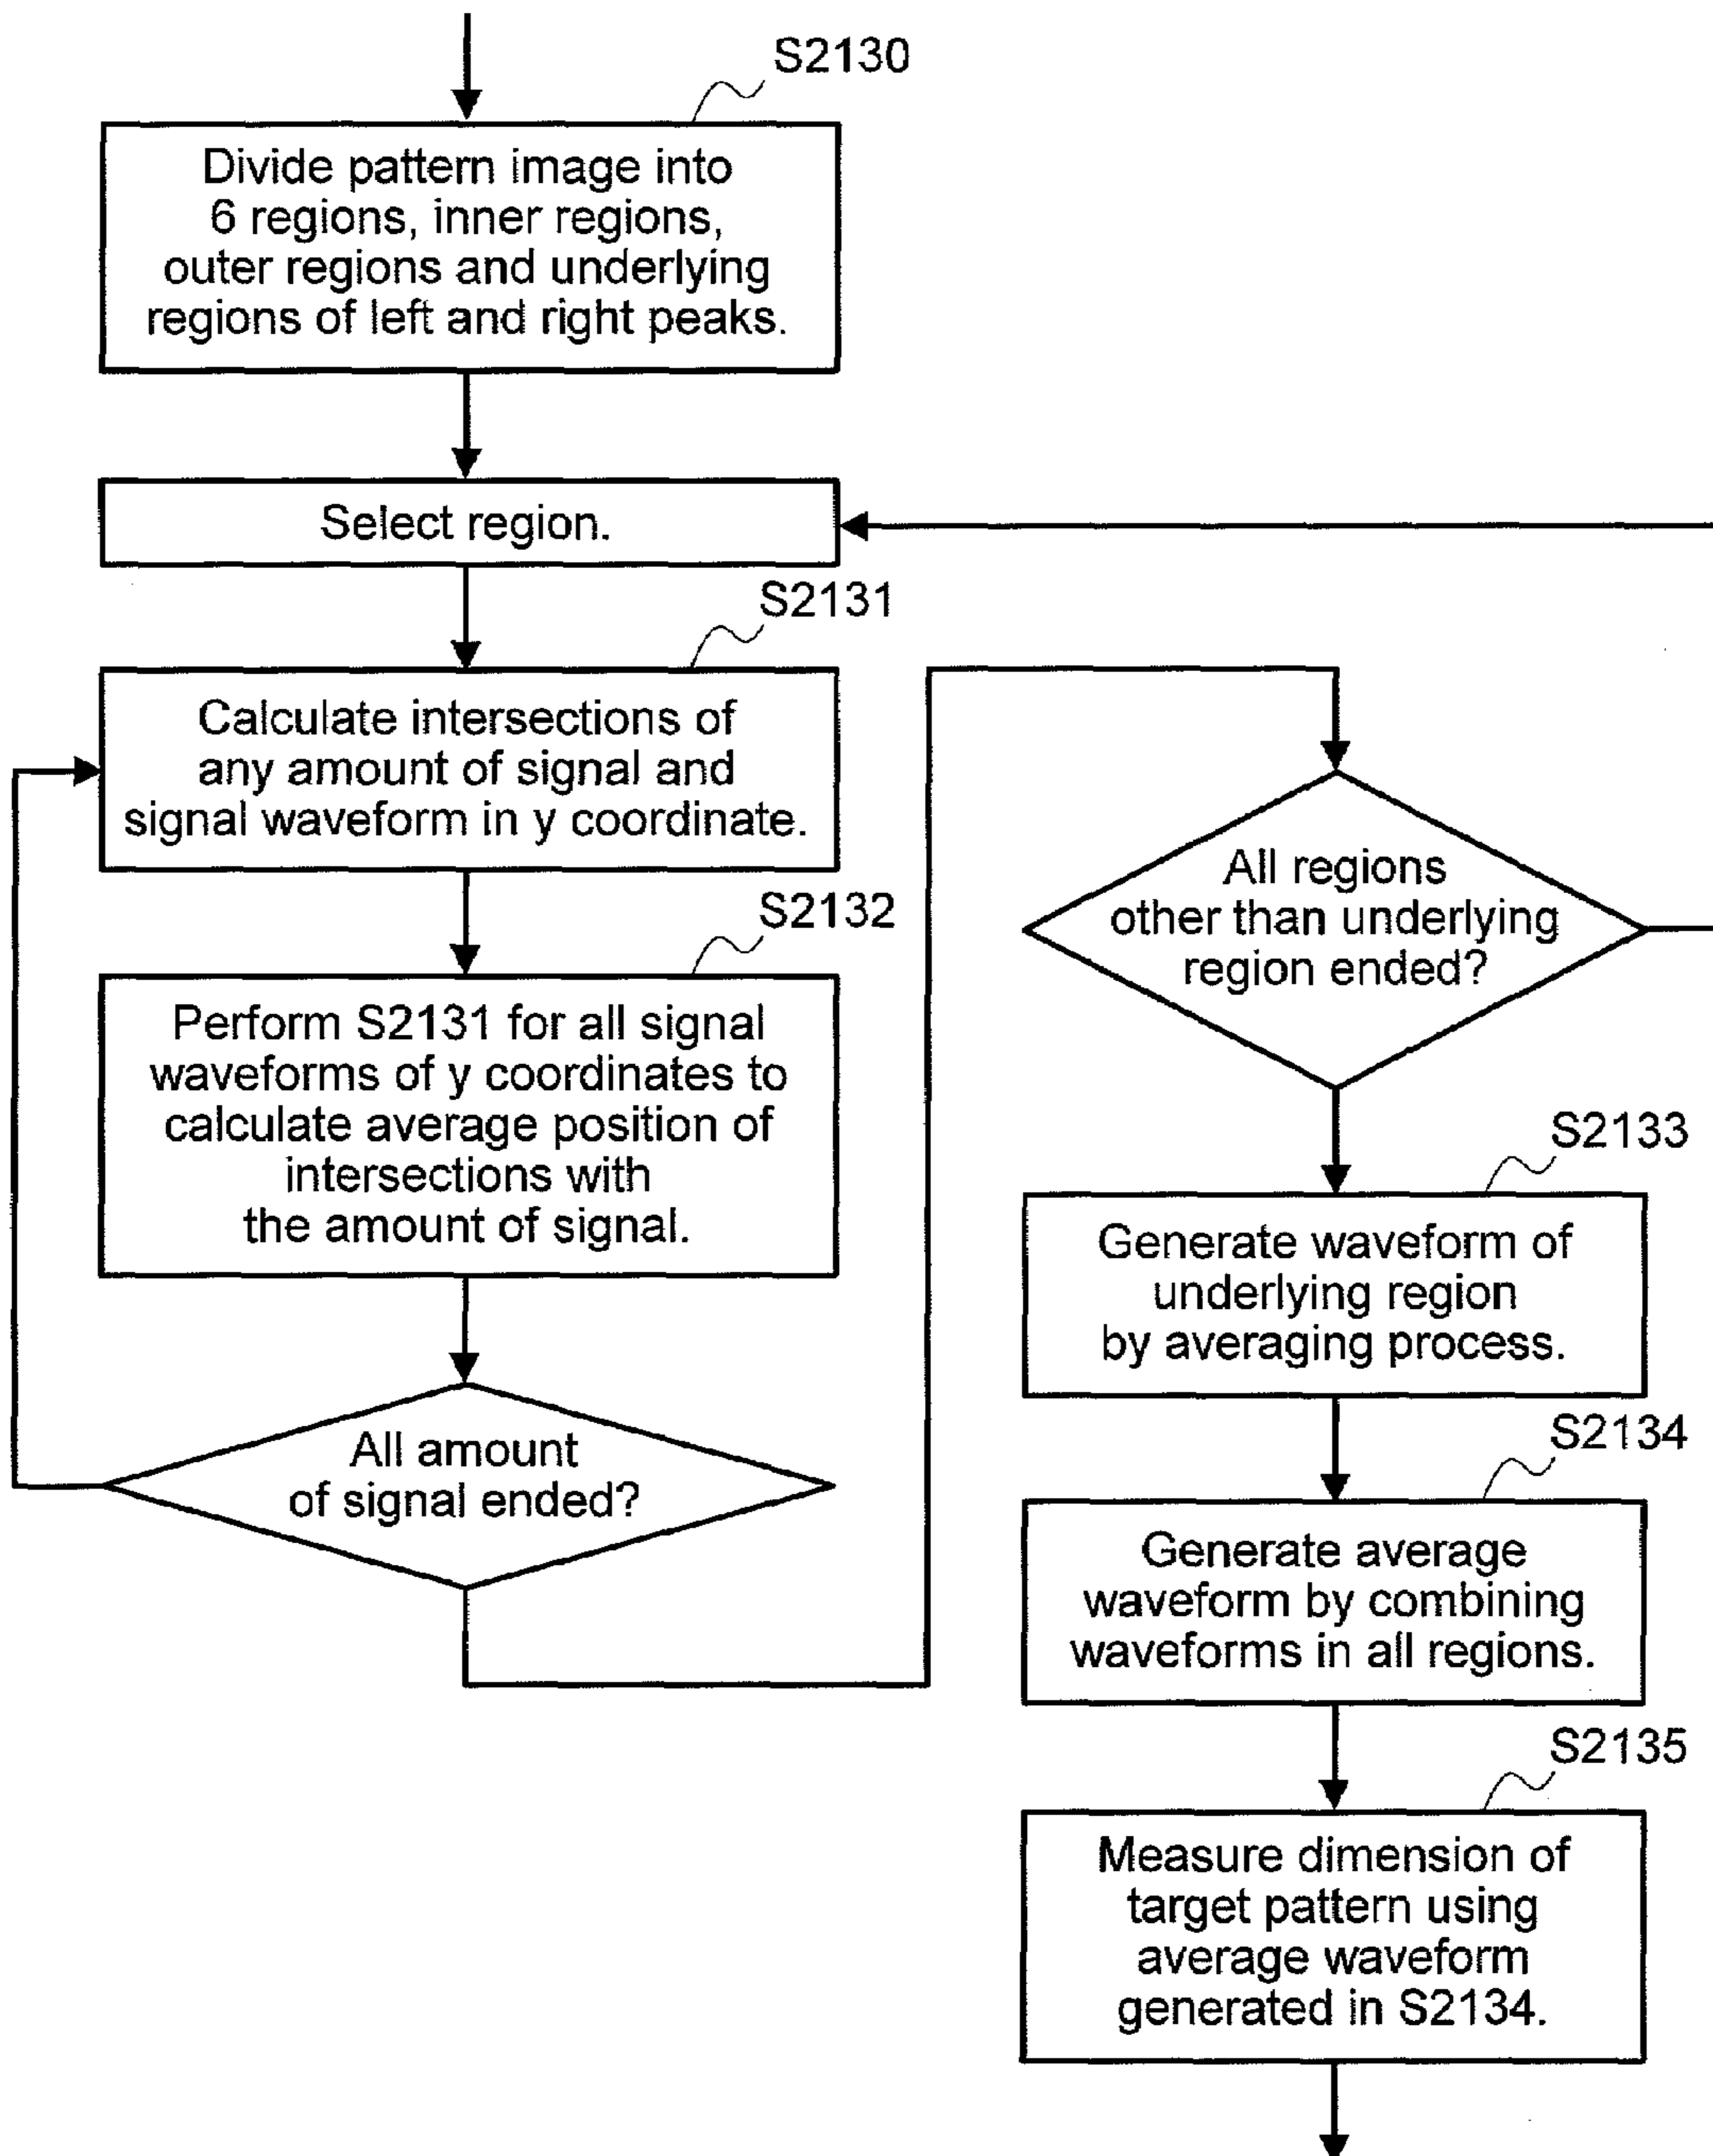 S2130
Divide pattern image into
6 regions, inner regions,
outer regions and underlying
regions of left and right peaks.
Select region.
S2131
Calculate intersections of
any amount of signal and
signal waveform in y coordinate.
S2132
Perform S2131 for all signal
waveforms of y coordinates to
calculate average position of
intersections with
the amount of signal.
All amount
of signal ended?
All regions
other than underlying
region ended?
S2133
Generate waveform of
underlying region
by averaging process.
S2134
Generate average
waveform by combining
waveforms in all regions.
S2135
Measure dimension of
target pattern using
average waveform
generated in S2134.